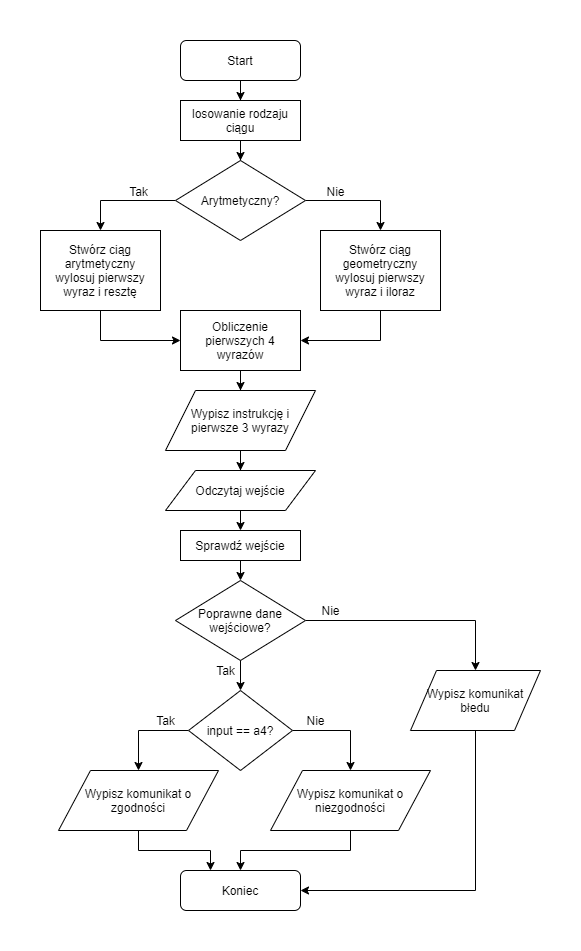 Start
losowanie rodzaju
ciągu
Arytmetyczny?
Tak
Nie
Stwórz ciąg
arytmetyczny
wylosuj pierwszy
wyraz i resztę
Stwórz ciąg
geometryczny
wylosuj pierwszy
wyraz i iloraz
Obliczenie
pierwszych 4
wyrazów
Wypisz instrukcję i
pierwsze 3 wyrazy
Odczytaj wejście
Sprawdź wejście
Poprawne dane
wejściowe?
Nie
Tak
Wypisz komunikat
błedu
input == a4?
Tak
Nie
Wypisz komunikat o
zgodności
Wypisz komunikat o
niezgodności
Koniec